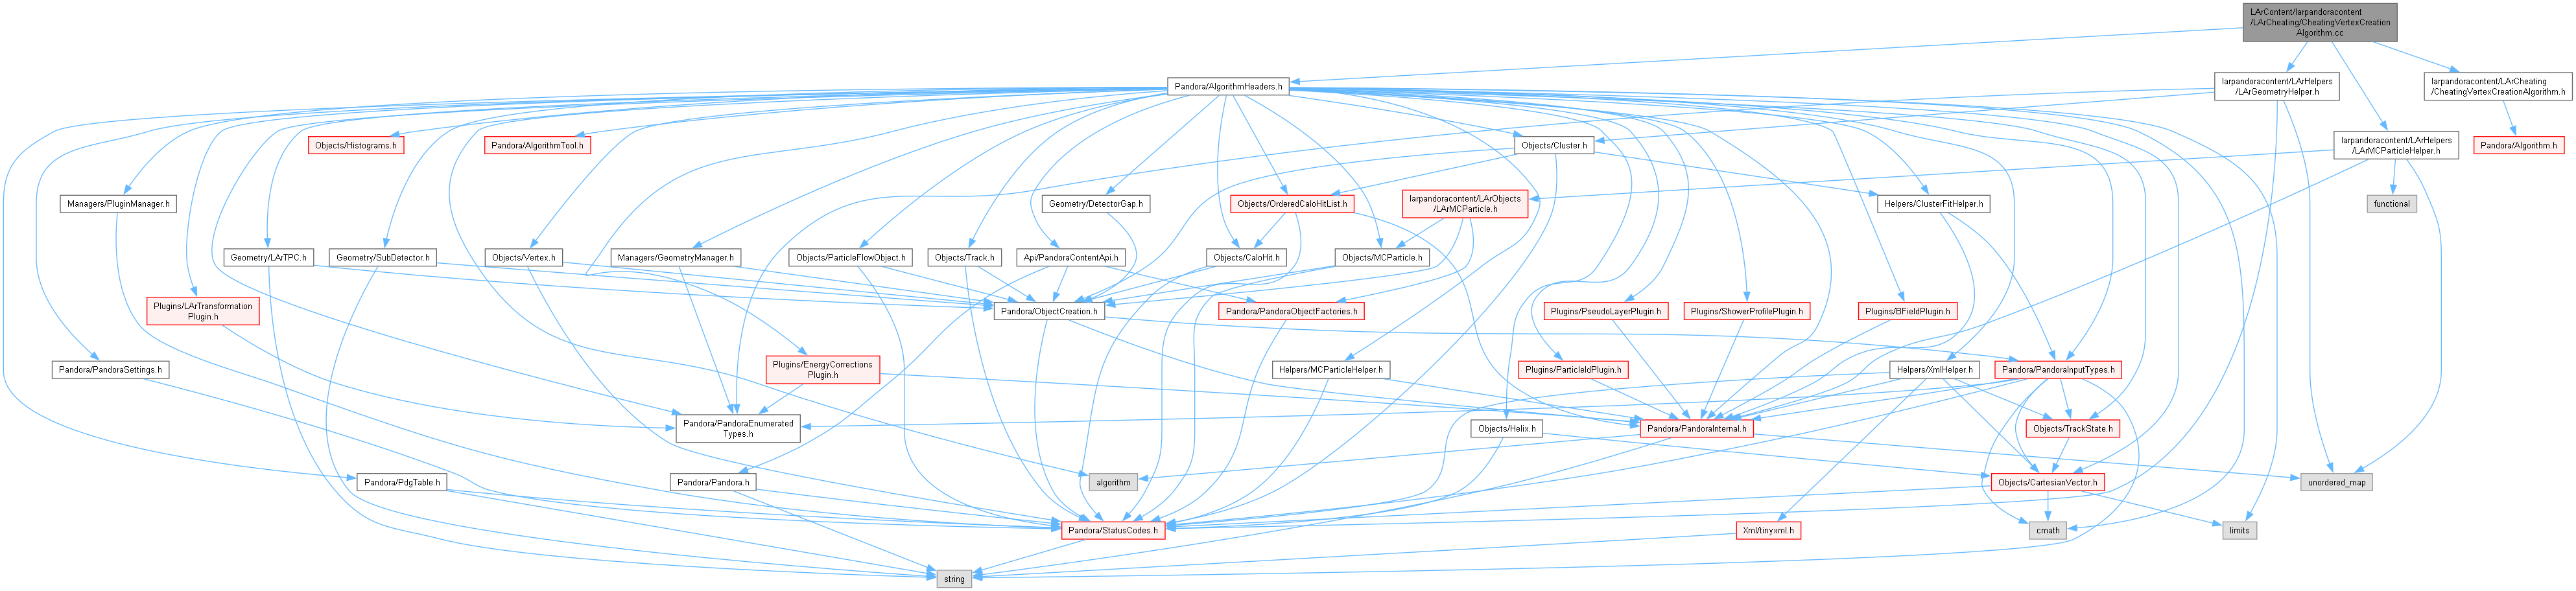 LArContent/larpandoracontent
/LArCheating/CheatingVertexCreation
Algorithm.cc
Pandora/AlgorithmHeaders.h
larpandoracontent/LArHelpers
/LArGeometryHelper.h
larpandoracontent/LArCheating
/CheatingVertexCreationAlgorithm.h
Objects/Histograms.h
Pandora/AlgorithmTool.h
Objects/Cluster.h
larpandoracontent/LArHelpers
/LArMCParticleHelper.h
Pandora/Algorithm.h
Managers/PluginManager.h
Geometry/DetectorGap.h
Objects/OrderedCaloHitList.h
larpandoracontent/LArObjects
/LArMCParticle.h
Helpers/ClusterFitHelper.h
functional
Geometry/LArTPC.h
Geometry/SubDetector.h
Objects/Vertex.h
Managers/GeometryManager.h
Objects/ParticleFlowObject.h
Objects/Track.h
Api/PandoraContentApi.h
Objects/CaloHit.h
Objects/MCParticle.h
Plugins/LArTransformation
Plugin.h
Pandora/ObjectCreation.h
Pandora/PandoraObjectFactories.h
Plugins/PseudoLayerPlugin.h
Plugins/ShowerProfilePlugin.h
Plugins/BFieldPlugin.h
Pandora/PandoraSettings.h
Plugins/EnergyCorrections
Plugin.h
Helpers/MCParticleHelper.h
Plugins/ParticleIdPlugin.h
Helpers/XmlHelper.h
Pandora/PandoraInputTypes.h
Pandora/PandoraEnumerated
Types.h
Objects/Helix.h
Pandora/PandoraInternal.h
Objects/TrackState.h
Pandora/PdgTable.h
Pandora/Pandora.h
algorithm
Objects/CartesianVector.h
unordered_map
Pandora/StatusCodes.h
Xml/tinyxml.h
cmath
limits
string